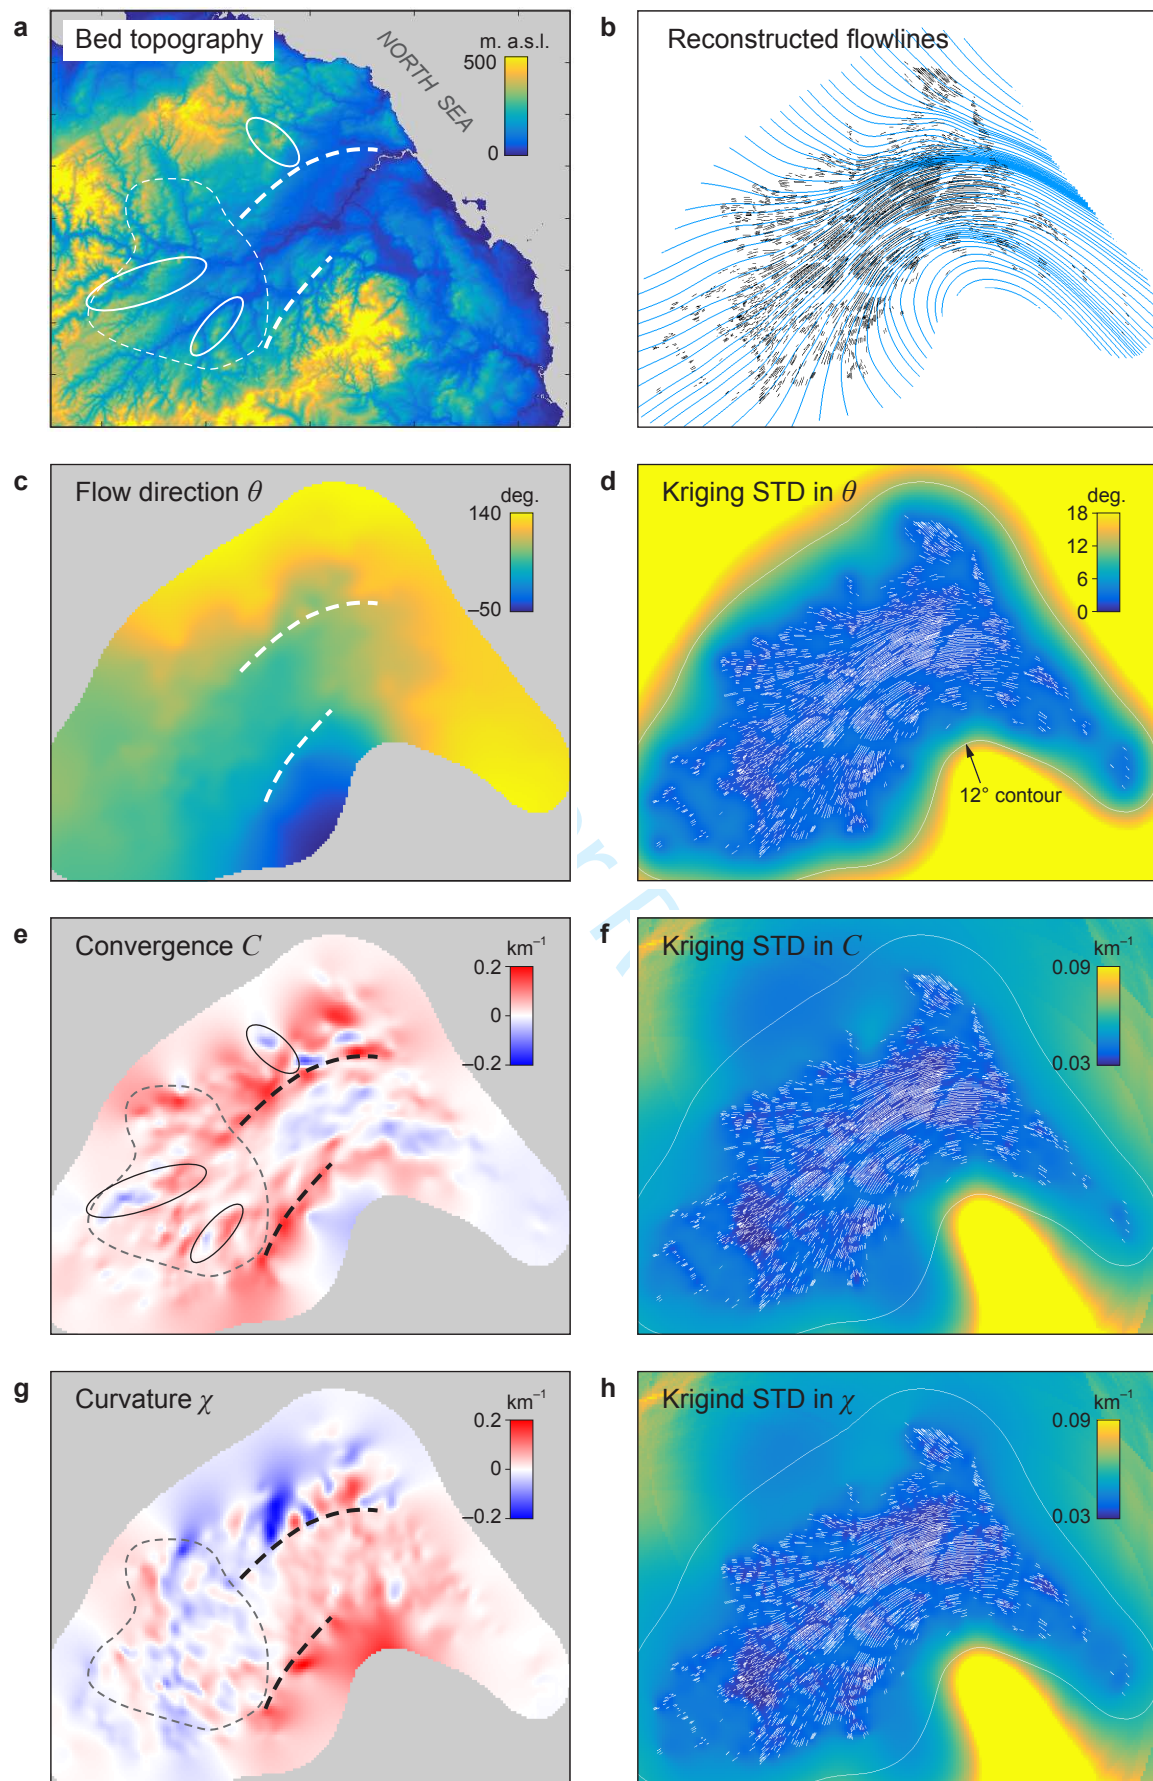 a
Bed topography
m. a.s.l.
500
0
NORTH SEA
b
Reconstructed flowlines
c
Flow direction θ
deg.
140
–50
d
Kriging STD in θ
deg.
18
12
6
0
12° contour
e
Convergence C
km⁻¹
0.2
0
–0.2
f
Kriging STD in C
km⁻¹
0.09
0.03
g
Curvature χ
km⁻¹
0.2
0
–0.2
h
Krigind STD in χ
km⁻¹
0.09
0.03